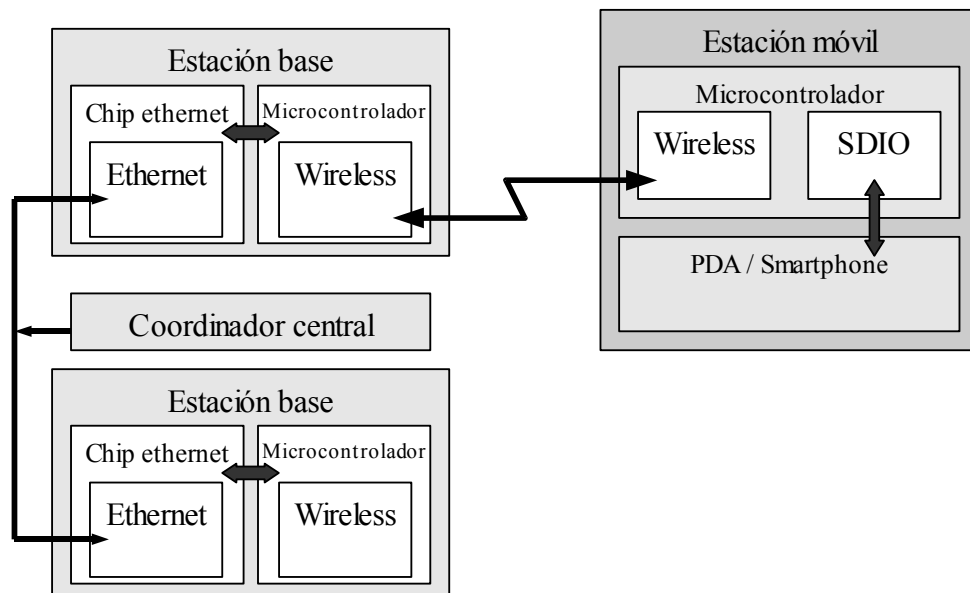 Estación base
Chip ethernet
Microcontrolador
Ethernet
Wireless
Coordinador central
Estación base
Chip ethernet
Microcontrolador
Ethernet
Wireless
Estación móvil
Microcontrolador
Wireless
SDIO
PDA / Smartphone